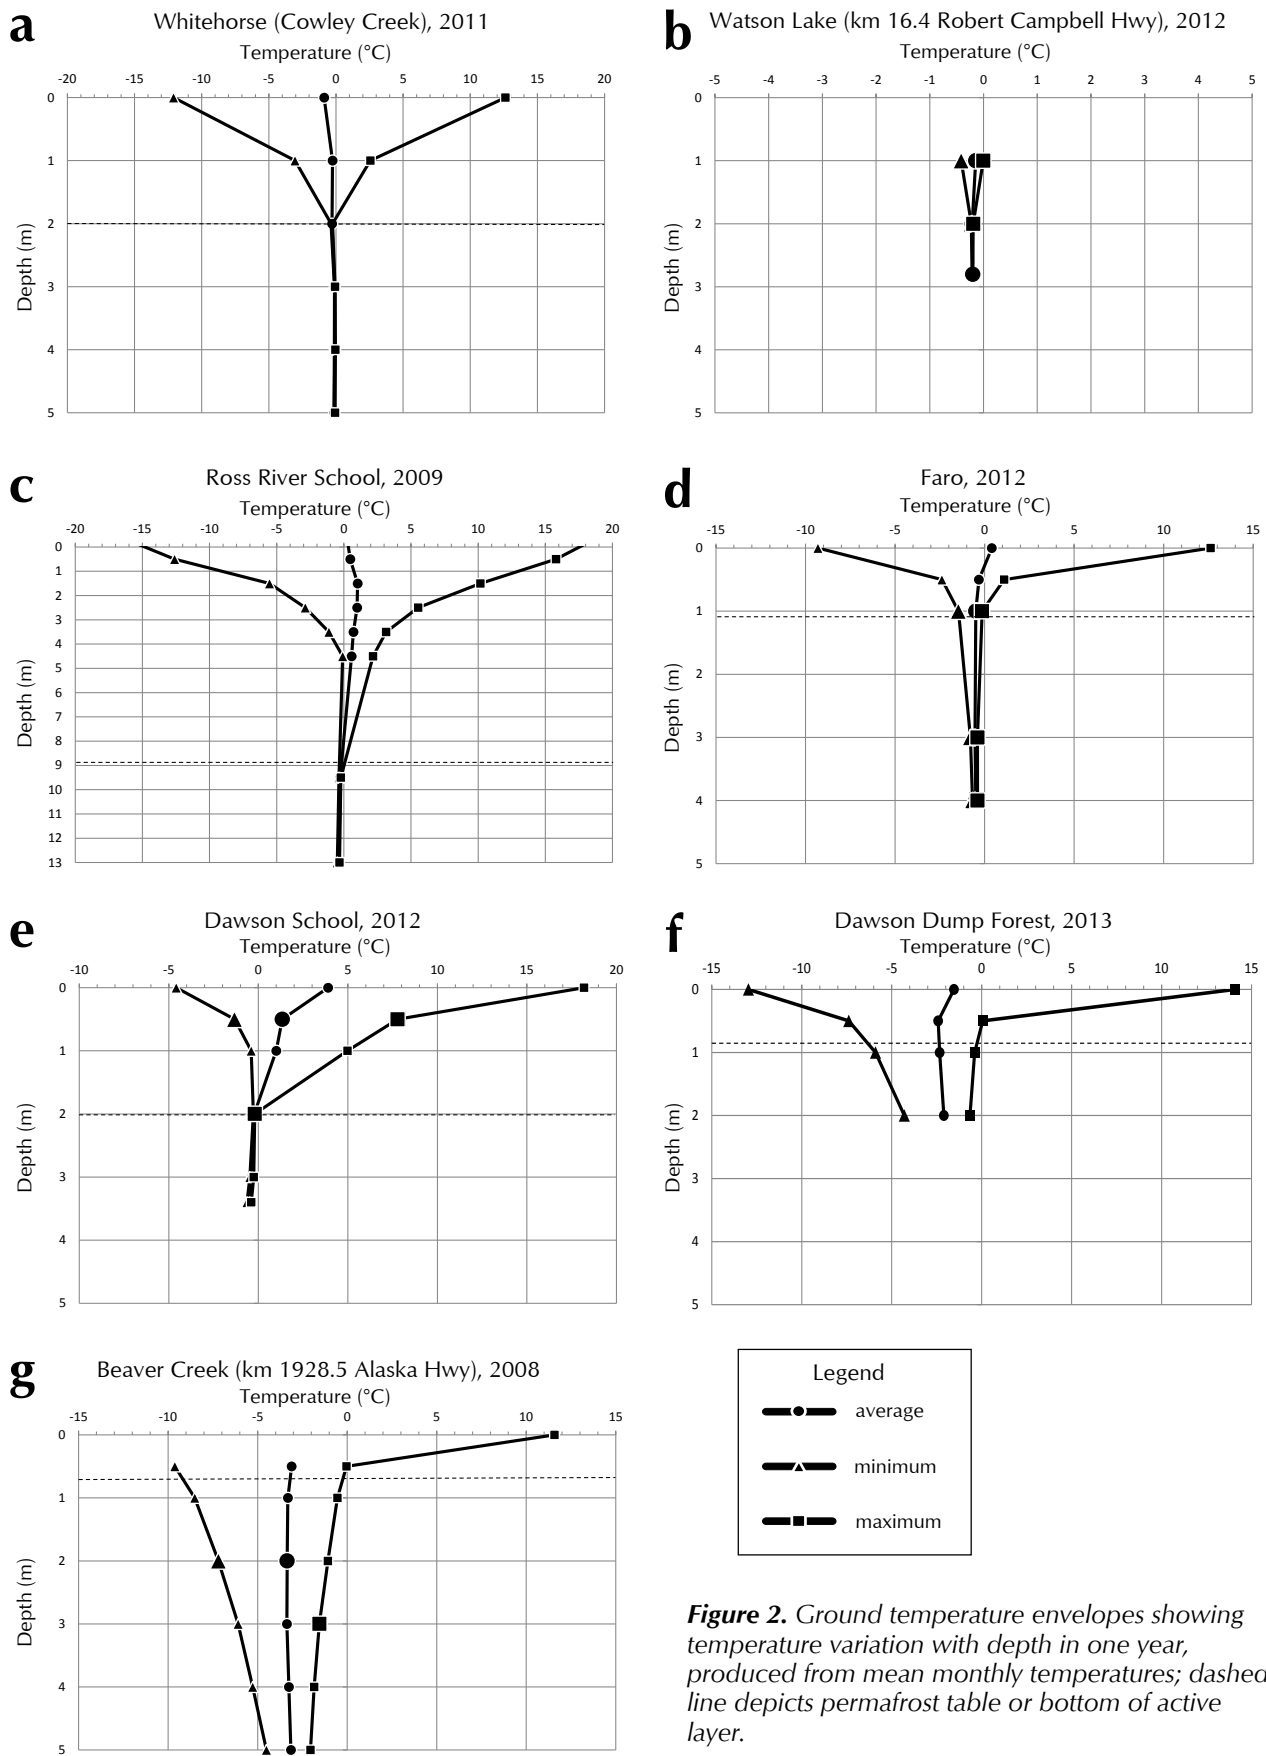 a
Whitehorse (Cowley Creek), 2011
Temperature (°C)
-20 -15 -10 -5 0 5 10 15 20
0
1
2
3
4
5
Depth (m)
b
Watson Lake (km 16.4 Robert Campbell Hwy), 2012
Temperature (°C)
-5 -4 -3 -2 -1 0 1 2 3 4 5
0
1
2
3
4
5
Depth (m)
c
Ross River School, 2009
Temperature (°C)
-20 -15 -10 -5 0 5 10 15 20
0
1
2
3
4
5
6
7
8
9
10
11
12
13
Depth (m)
d
Faro, 2012
Temperature (°C)
-15 -10 -5 0 5 10 15
0
1
2
3
4
5
Depth (m)
e
Dawson School, 2012
Temperature (°C)
-10 -5 0 5 10 15 20
0
1
2
3
4
5
Depth (m)
f
Dawson Dump Forest, 2013
Temperature (°C)
-15 -10 -5 0 5 10 15
0
1
2
3
4
5
Depth (m)
g
Beaver Creek (km 1928.5 Alaska Hwy), 2008
Temperature (°C)
-15 -10 -5 0 5 10 15
0
1
2
3
4
5
Depth (m)
Legend
average
minimum
maximum
Figure 2. Ground temperature envelopes showing
temperature variation with depth in one year,
produced from mean monthly temperatures; dashed
line depicts permafrost table or bottom of active
layer.